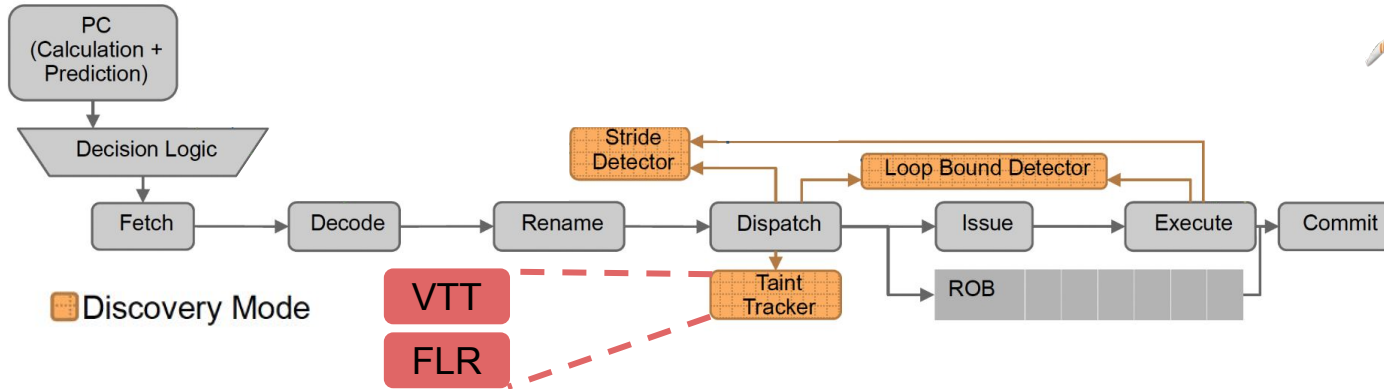 PC
(Calculation +
Prediction)
Decision Logic
Stride
Detector
Loop Bound Detector
Fetch
Decode
Rename
Dispatch
Issue
Execute
Commit
VTT
Taint
Tracker
ROB
Discovery Mode
FLR